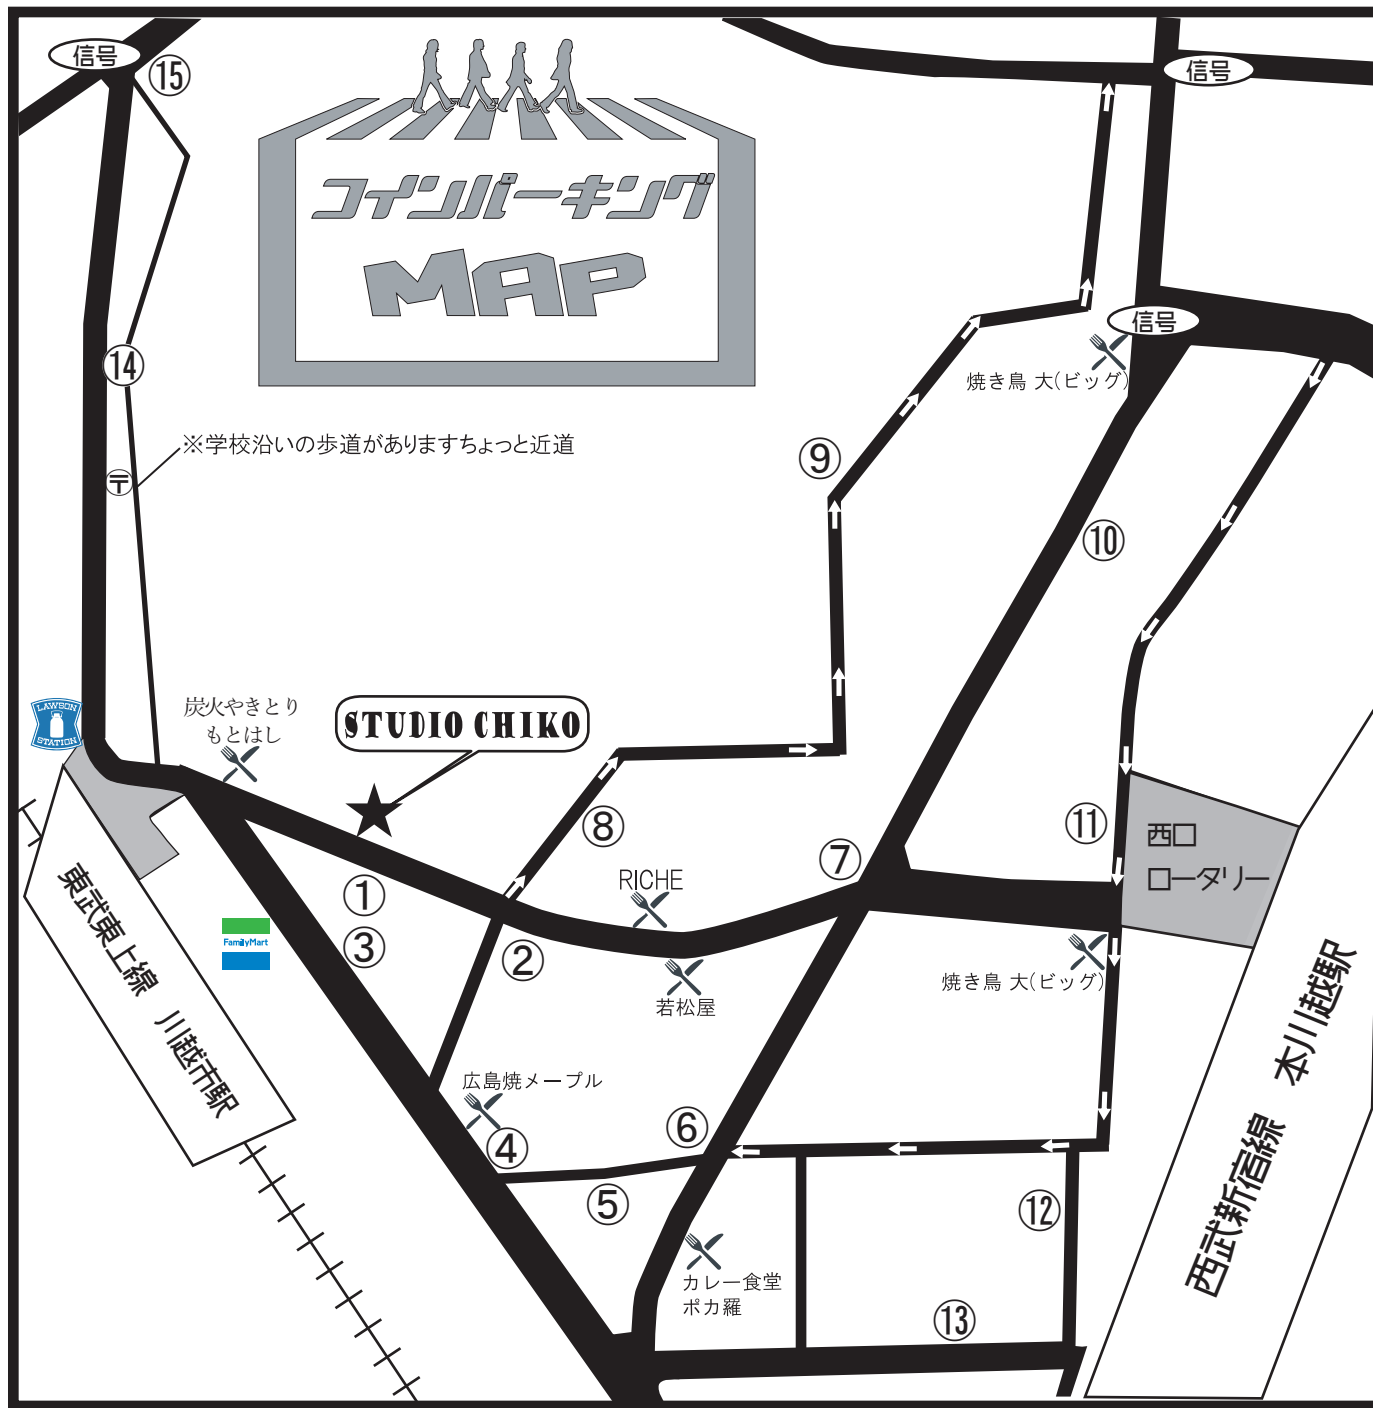 信号
⑮
信号
コインパーキング
MAP
信号
⑭
焼き鳥 大(ビッグ)
※学校沿いの歩道がありますちょっと近道
⑨
〒
⑩
LAWSON
STATION
炭火やきとり
もとはし
STUDIO CHIKO
⑧
⑪
西口
ロータリー
⑦
RICHE
①
東武東上線 川越市駅
FamilyMart
③
②
焼き鳥 大(ビッグ)
若松屋
西武新宿線 本川越駅
広島焼メープル
⑥
④
⑤
⑫
カレー食堂
ポカ羅
⑬